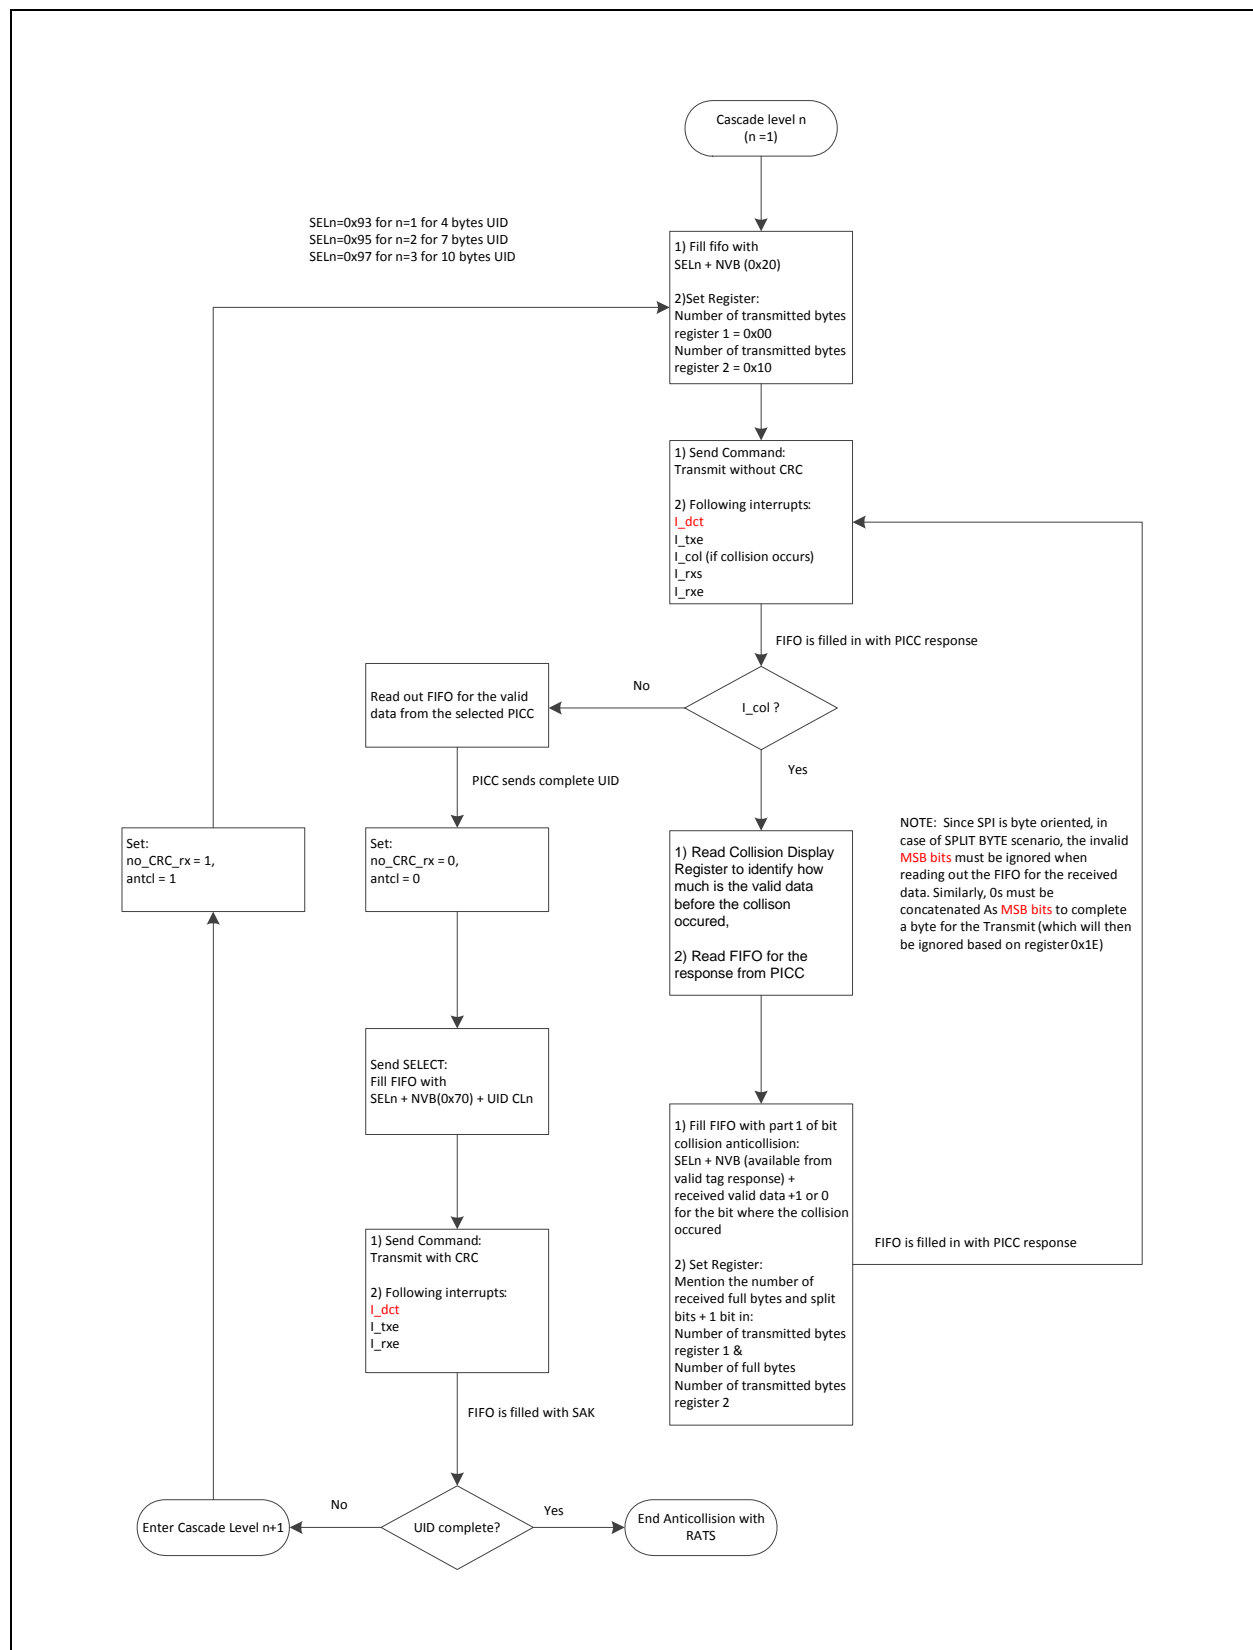 Cascade level n
(n =1)
SELn=0x93 for n=1 for 4 bytes UID
SELn=0x95 for n=2 for 7 bytes UID
SELn=0x97 for n=3 for 10 bytes UID
1) Fill fifo with
SELn + NVB (0x20)
2)Set Register:
Number of transmitted bytes
register 1 = 0x00
Number of transmitted bytes
register 2 = 0x10
1) Send Command:
Transmit without CRC
2) Following interrupts:
I_dct
I_txe
I_col (if collision occurs)
I_rxs
I_rxe
FIFO is filled in with PICC response
I_col ?
No
Yes
Read out FIFO for the valid
data from the selected PICC
PICC sends complete UID
Set:
no_CRC_rx = 1,
antcl = 1
Set:
no_CRC_rx = 0,
antcl = 0
1) Read Collision Display
Register to identify how
much is the valid data
before the collison
occured,
2) Read FIFO for the
response from PICC
NOTE: Since SPI is byte oriented, in
case of SPLIT BYTE scenario, the invalid
MSB bits must be ignored when
reading out the FIFO for the received
data. Similarly, 0s must be
concatenated As MSB bits to complete
a byte for the Transmit (which will then
be ignored based on register 0x1E)
Send SELECT:
Fill FIFO with
SELn + NVB(0x70) + UID CLn
1) Fill FIFO with part 1 of bit
collision anticollision:
SELn + NVB (available from
valid tag response) +
received valid data +1 or 0
for the bit where the collision
occured
2) Set Register:
Mention the number of
received full bytes and split
bits + 1 bit in:
Number of transmitted bytes
register 1 &
Number of full bytes
Number of transmitted bytes
register 2
FIFO is filled in with PICC response
1) Send Command:
Transmit with CRC
2) Following interrupts:
I_dct
I_txe
I_rxe
FIFO is filled with SAK
UID complete?
No
Yes
Enter Cascade Level n+1
End Anticollision with
RATS